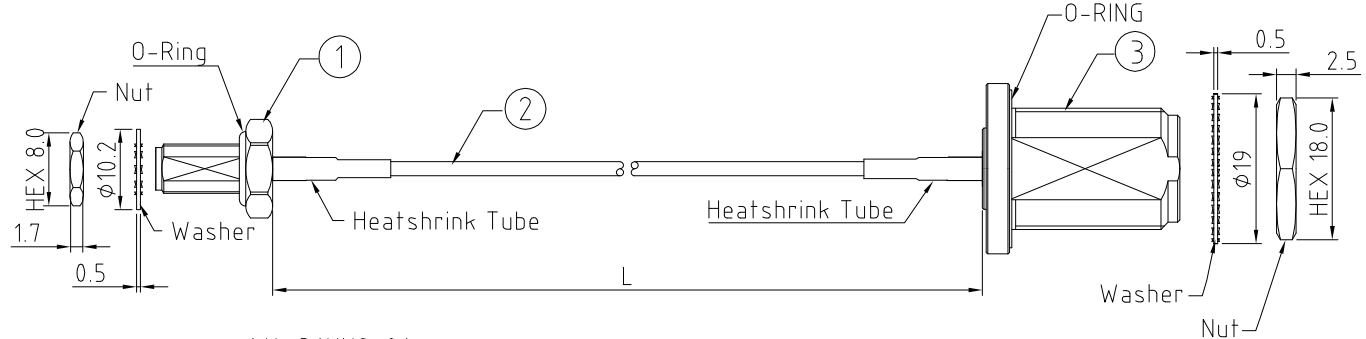 O-RING
O-Ring
1
3
0.5
2.5
Nut
2
HEX 8.0
ϕ10.2
ϕ19
HEX 18.0
Heatshrink Tube
Heatshrink Tube
Washer
1.7
0.5
L
Washer
Nut